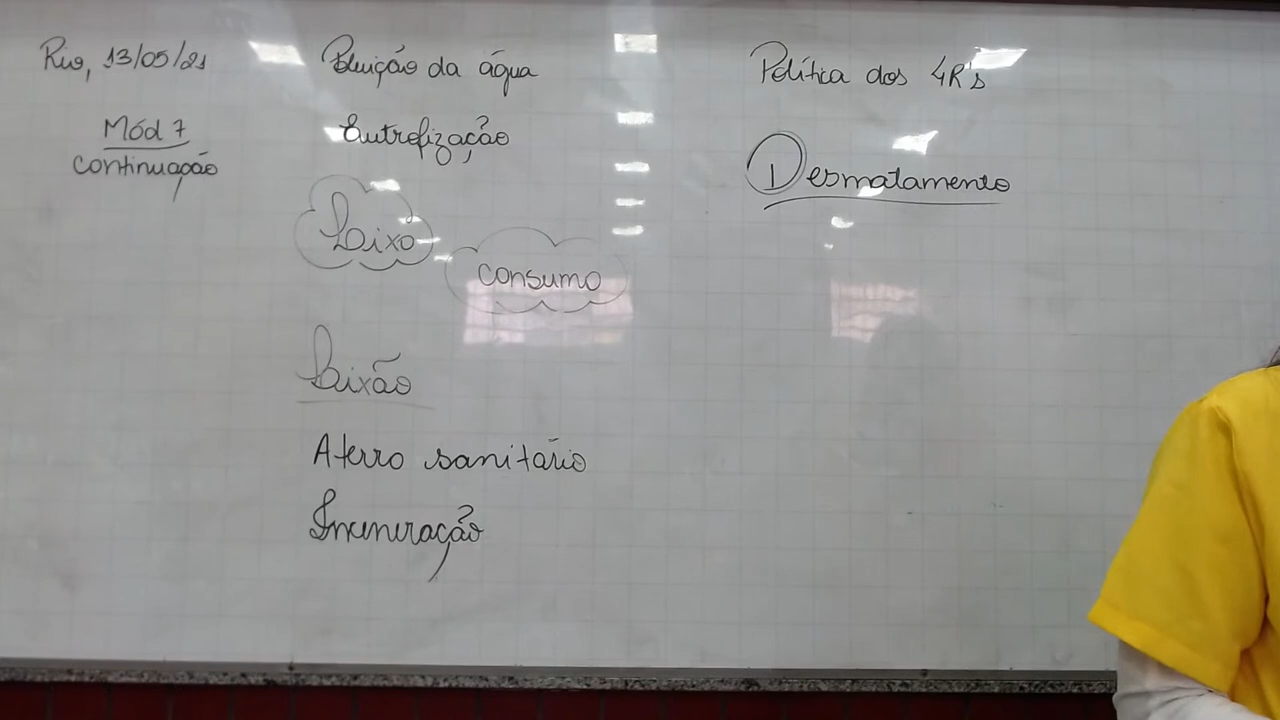 Rio, 13/05/21
Mód 7
continuação
Poluição da água
Eutrofização
Lixo
consumo
Lixão
Aterro sanitário
Incineração
Política dos 4R's
Desmatamento